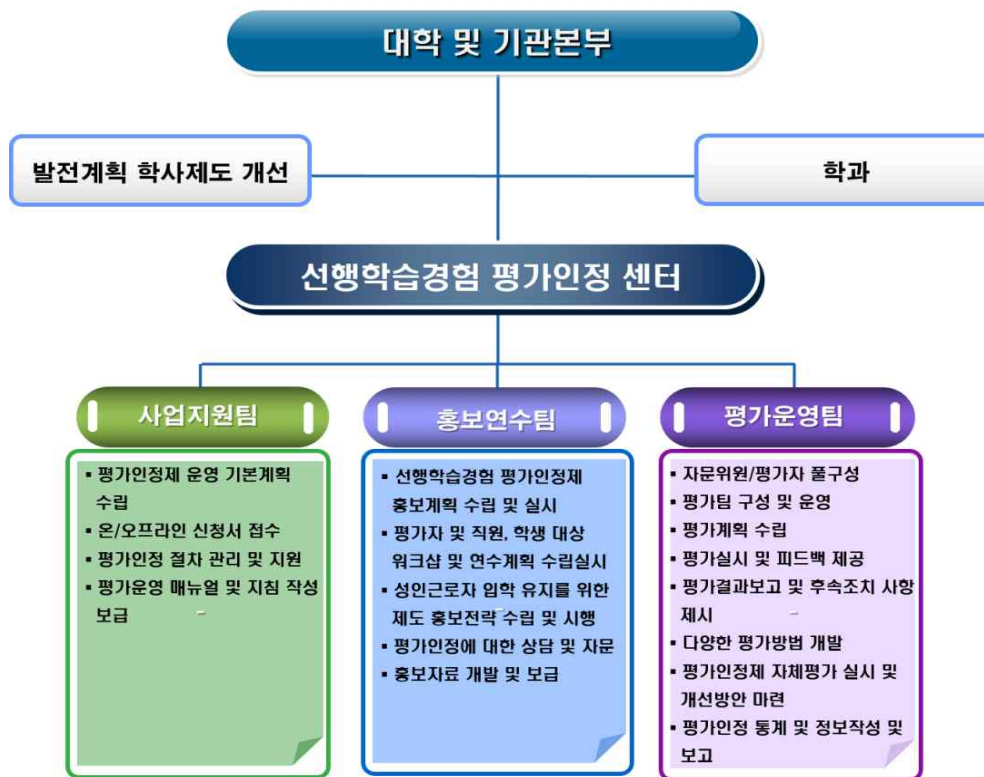 대학 및 기관본부
발전계획 학사제도 개선
학과
선행학습경험 평가인정 센터
사업지원팀
▪ 평가인정제 운영 기본계획
수립
▪ 온/오프라인 신청서 접수
▪ 평가인정 절차 관리 및 지원
▪ 평가운영 매뉴얼 및 지침 작성
보급
홍보연수팀
▪ 선행학습경험 평가인정제
홍보계획 수립 및 실시
▪ 평가자 및 직원, 학생 대상
워크샵 및 연수계획 수립실시
▪ 성인근로자 입학 유지를 위한
제도 홍보전략 수립 및 시행
▪ 평가인정에 대한 상담 및 자문
▪ 홍보자료 개발 및 보급
평가운영팀
▪ 자문위원/평가자 풀구성
▪ 평가팀 구성 및 운영
▪ 평가계획 수립
▪ 평가실시 및 피드백 제공
▪ 평가결과보고 및 후속조치 사항
제시
▪ 다양한 평가방법 개발
▪ 평가인정제 자체평가 실시 및
개선방안 마련
▪ 평가인정 통계 및 정보작성 및
보고